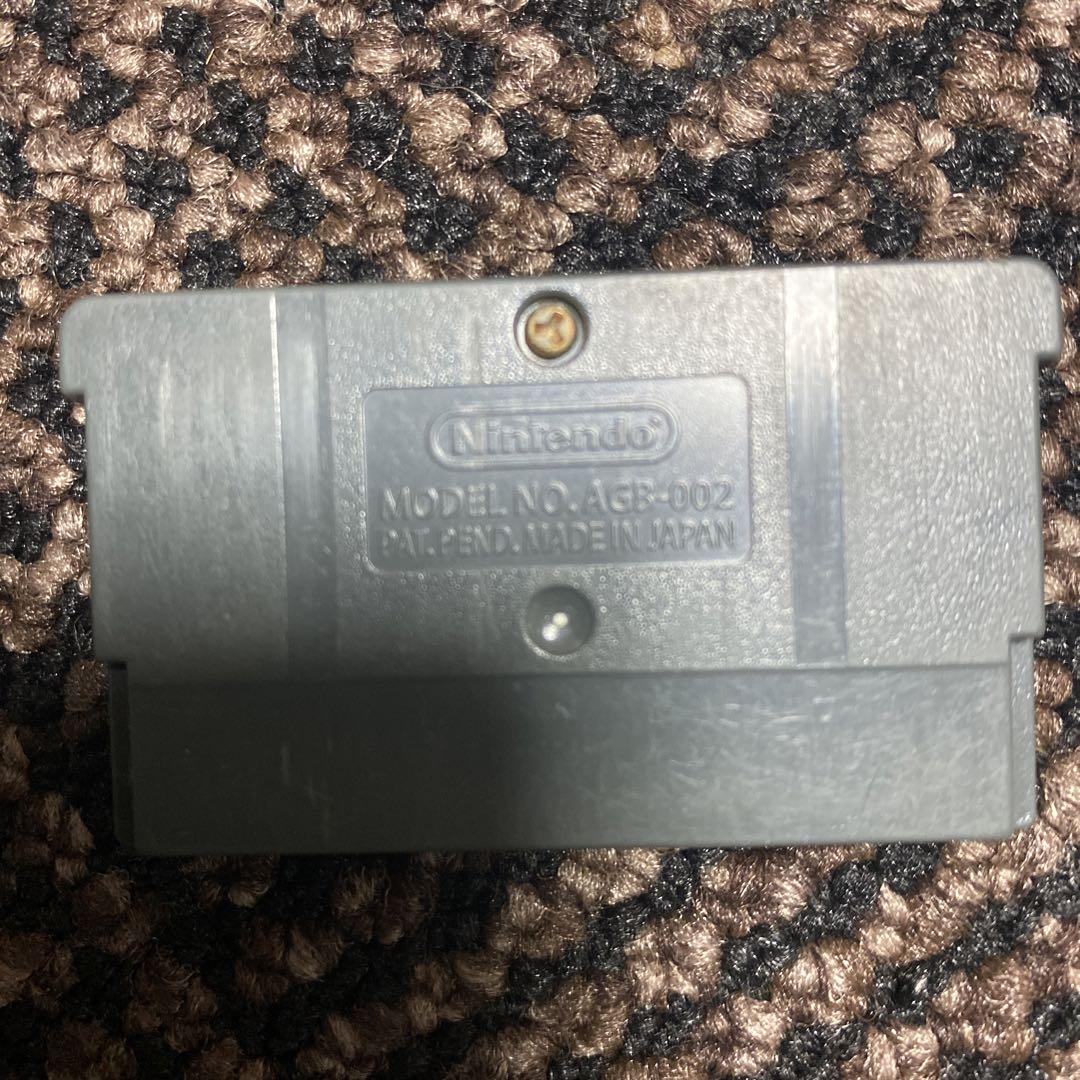 Nintendo®
MODEL NO. AGB-002
PAT. PEND. MADE IN JAPAN